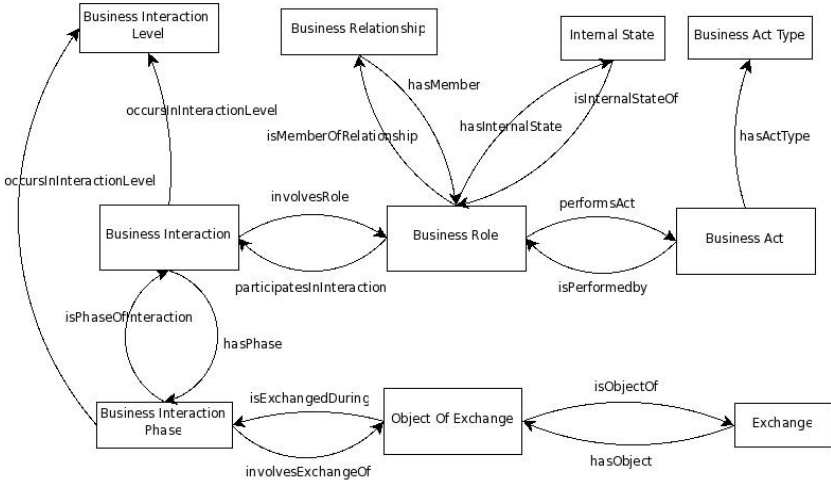 Business Interaction
Level
Business Relationship
Internal State
Business Act Type
hasMember
occursInInteractionLevel
isInternalStateOf
hasInternalState
isMemberOfRelationship
hasActType
occursInInteractionLevel
involvesRole
performsAct
Business Interaction
Business Role
Business Act
participatesInInteraction
isPerformedby
isPhaseOfInteraction
hasPhase
isExchangedDuring
isObjectOf
Business Interaction
Phase
Object Of Exchange
Exchange
involvesExchangeOf
hasObject